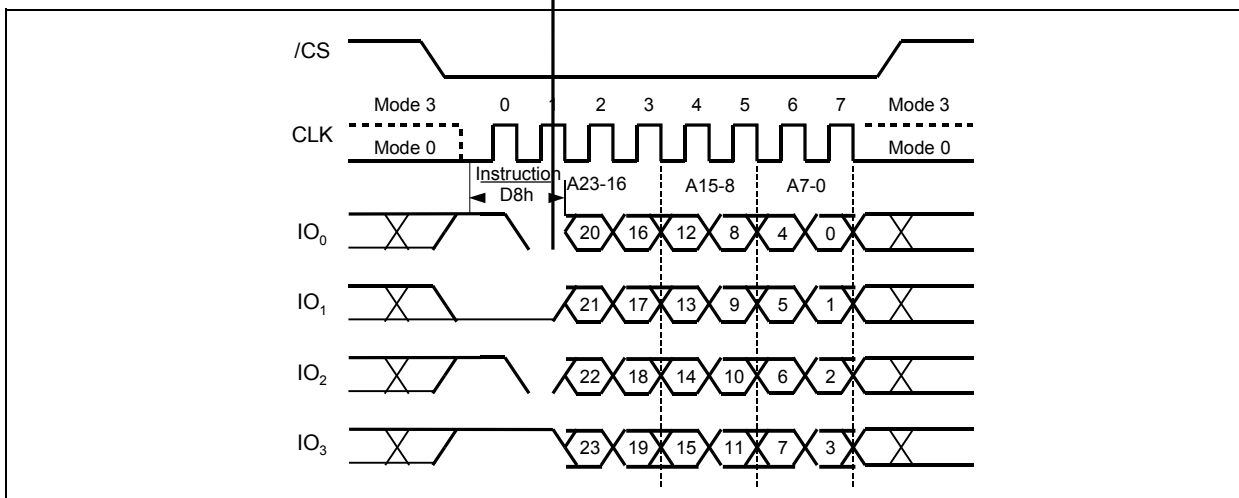 /CS
Mode 3 0 1 2 3 4 5 6 7 Mode 3
CLK
Mode 0 Mode 0
Instruction A23-16 A15-8 A7-0
D8h
IO0 20 16 12 8 4 0
IO1 21 17 13 9 5 1
IO2 22 18 14 10 6 2
IO3 23 19 15 11 7 3